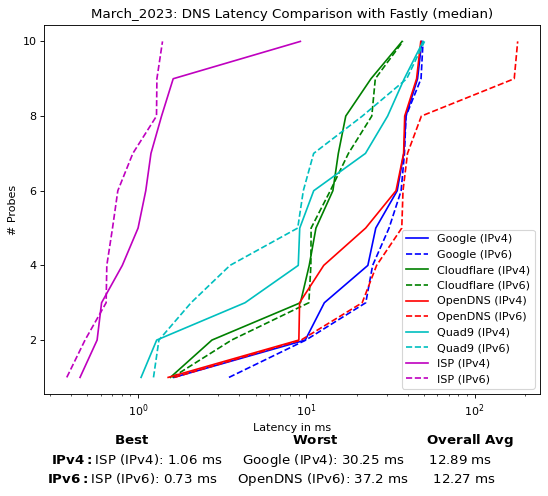 March_2023: DNS Latency Comparison with Fastly (median)
10
8
6
4
2
# Probes
Google (IPv4)
Google (IPv6)
Cloudflare (IPv4)
Cloudflare (IPv6)
OpenDNS (IPv4)
OpenDNS (IPv6)
Quad9 (IPv4)
Quad9 (IPv6)
ISP (IPv4)
ISP (IPv6)
10⁰ 10¹ 10²
Latency in ms
Best Worst Overall Avg
IPv4: ISP (IPv4): 1.06 ms Google (IPv4): 30.25 ms 12.89 ms
IPv6: ISP (IPv6): 0.73 ms OpenDNS (IPv6): 37.2 ms 12.27 ms